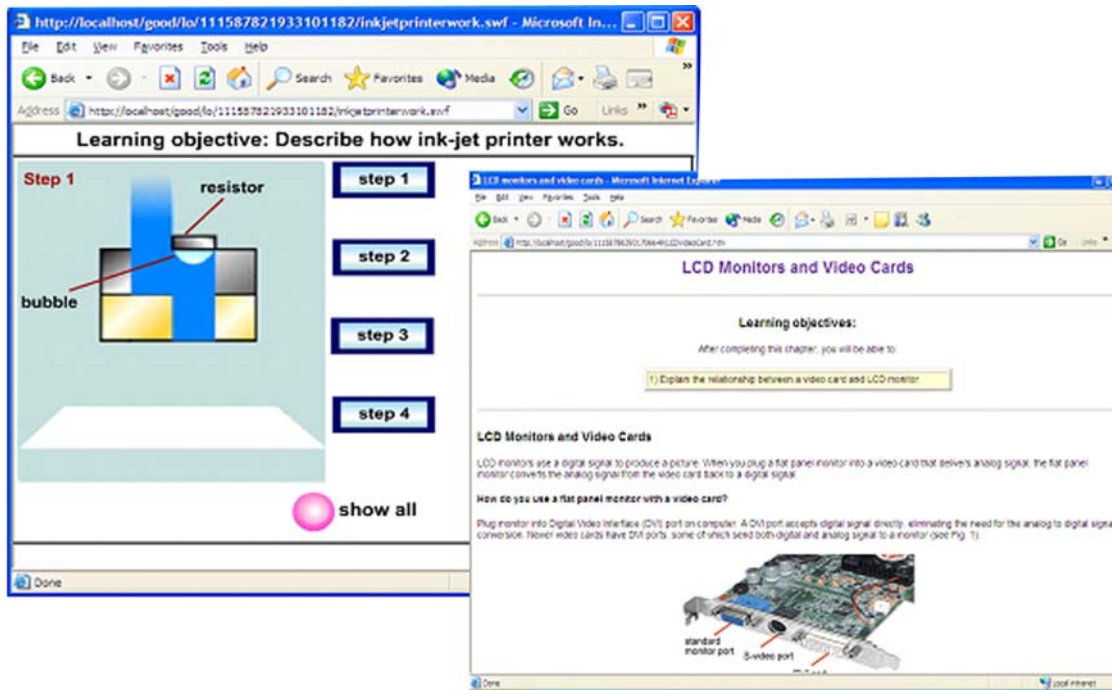 http://localhost/good/lo/111587821933101182/inkjetprinterwork.swf - Microsoft In...
File Edit View Favorites Tools Help
Back Search Favorites Media
Address http://localhost/good/lo/111587821933101182/inkjetprinterwork.swf Go Links
Learning objective: Describe how ink-jet printer works.
Step 1
resistor
bubble
step 1
step 2
step 3
step 4
show all
Done
LCD monitors and video cards - Microsoft Internet Explorer
File Edit View Favorites Tools Help
Back Search Favorites Media
Address Go Links
LCD Monitors and Video Cards
Learning objectives:
After completing this chapter, you will be able to:
1) Explain the relationship between a video card and LCD monitor
LCD Monitors and Video Cards
LCD monitors use a digital signal to produce a picture. When you plug a flat panel monitor into a video card that delivers analog signal, the flat panel
monitor converts the analog signal from the video card back to a digital signal.
How do you use a flat panel monitor with a video card?
Plug monitor into Digital Video Interface (DVI) port on computer. A DVI port accepts digital signal directly, eliminating the need for the analog to digital signal
conversion. Newer video cards have DVI ports, some of which send both digital and analog signal to a monitor (see Fig. 1).
standard
monitor port
S-video port
Done
Local intranet